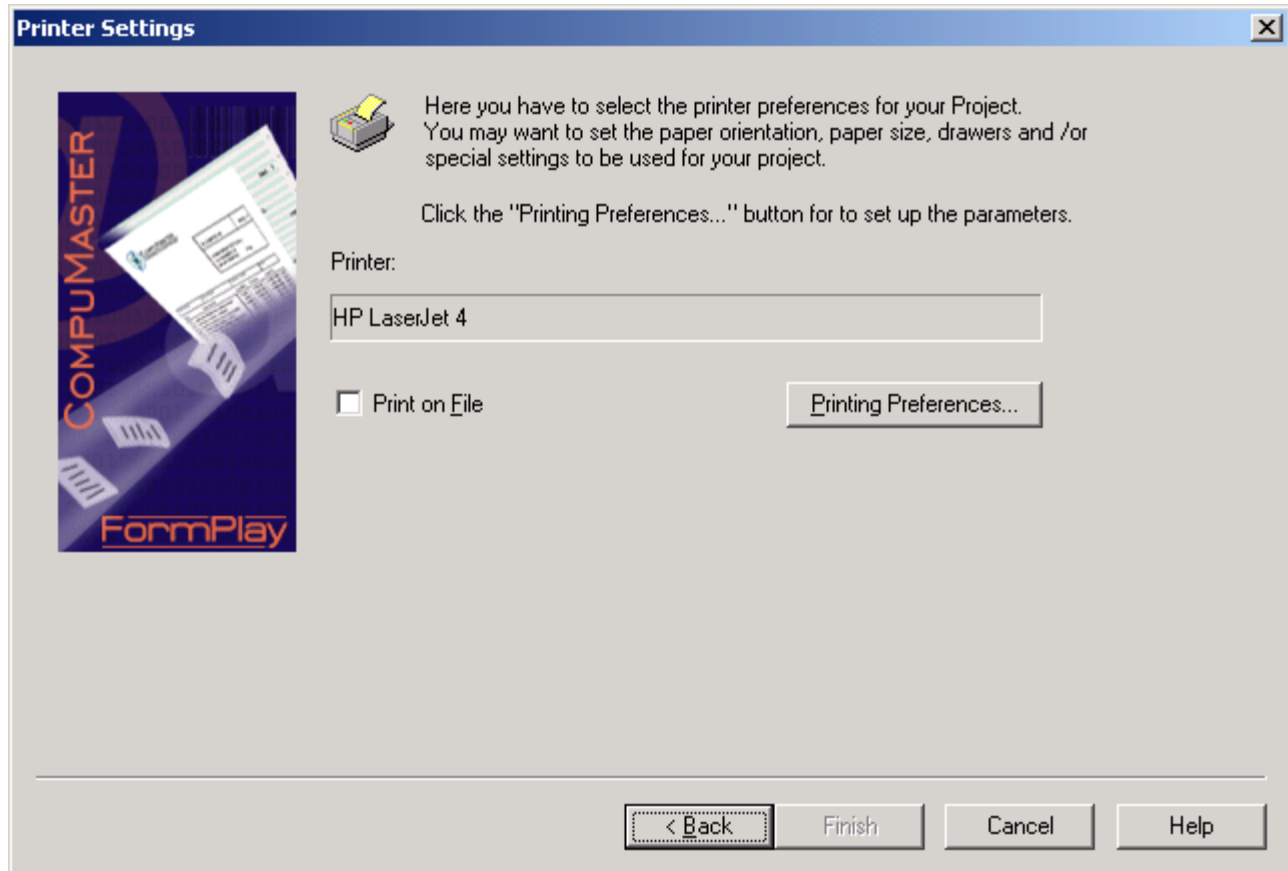 Printer Settings
COMPUMASTER
FormPlay
Here you have to select the printer preferences for your Project.
You may want to set the paper orientation, paper size, drawers and /or
special settings to be used for your project.
Click the "Printing Preferences..." button for to set up the parameters.
Printer:
HP LaserJet 4
Print on File
Printing Preferences...
< Back
Finish
Cancel
Help